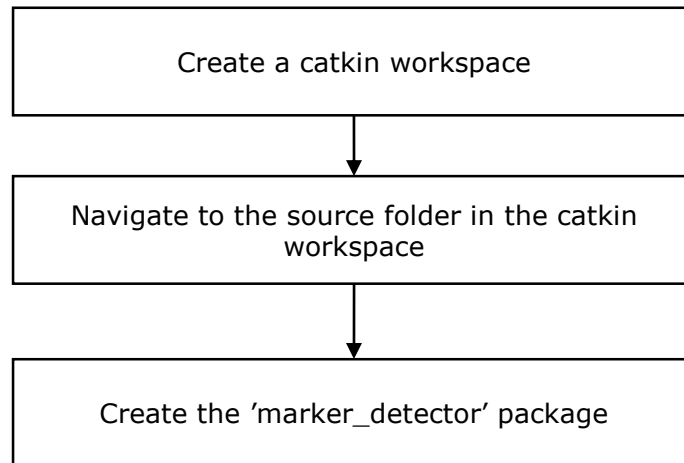 Create a catkin workspace
Navigate to the source folder in the catkin
workspace
Create the ’marker_detector’ package